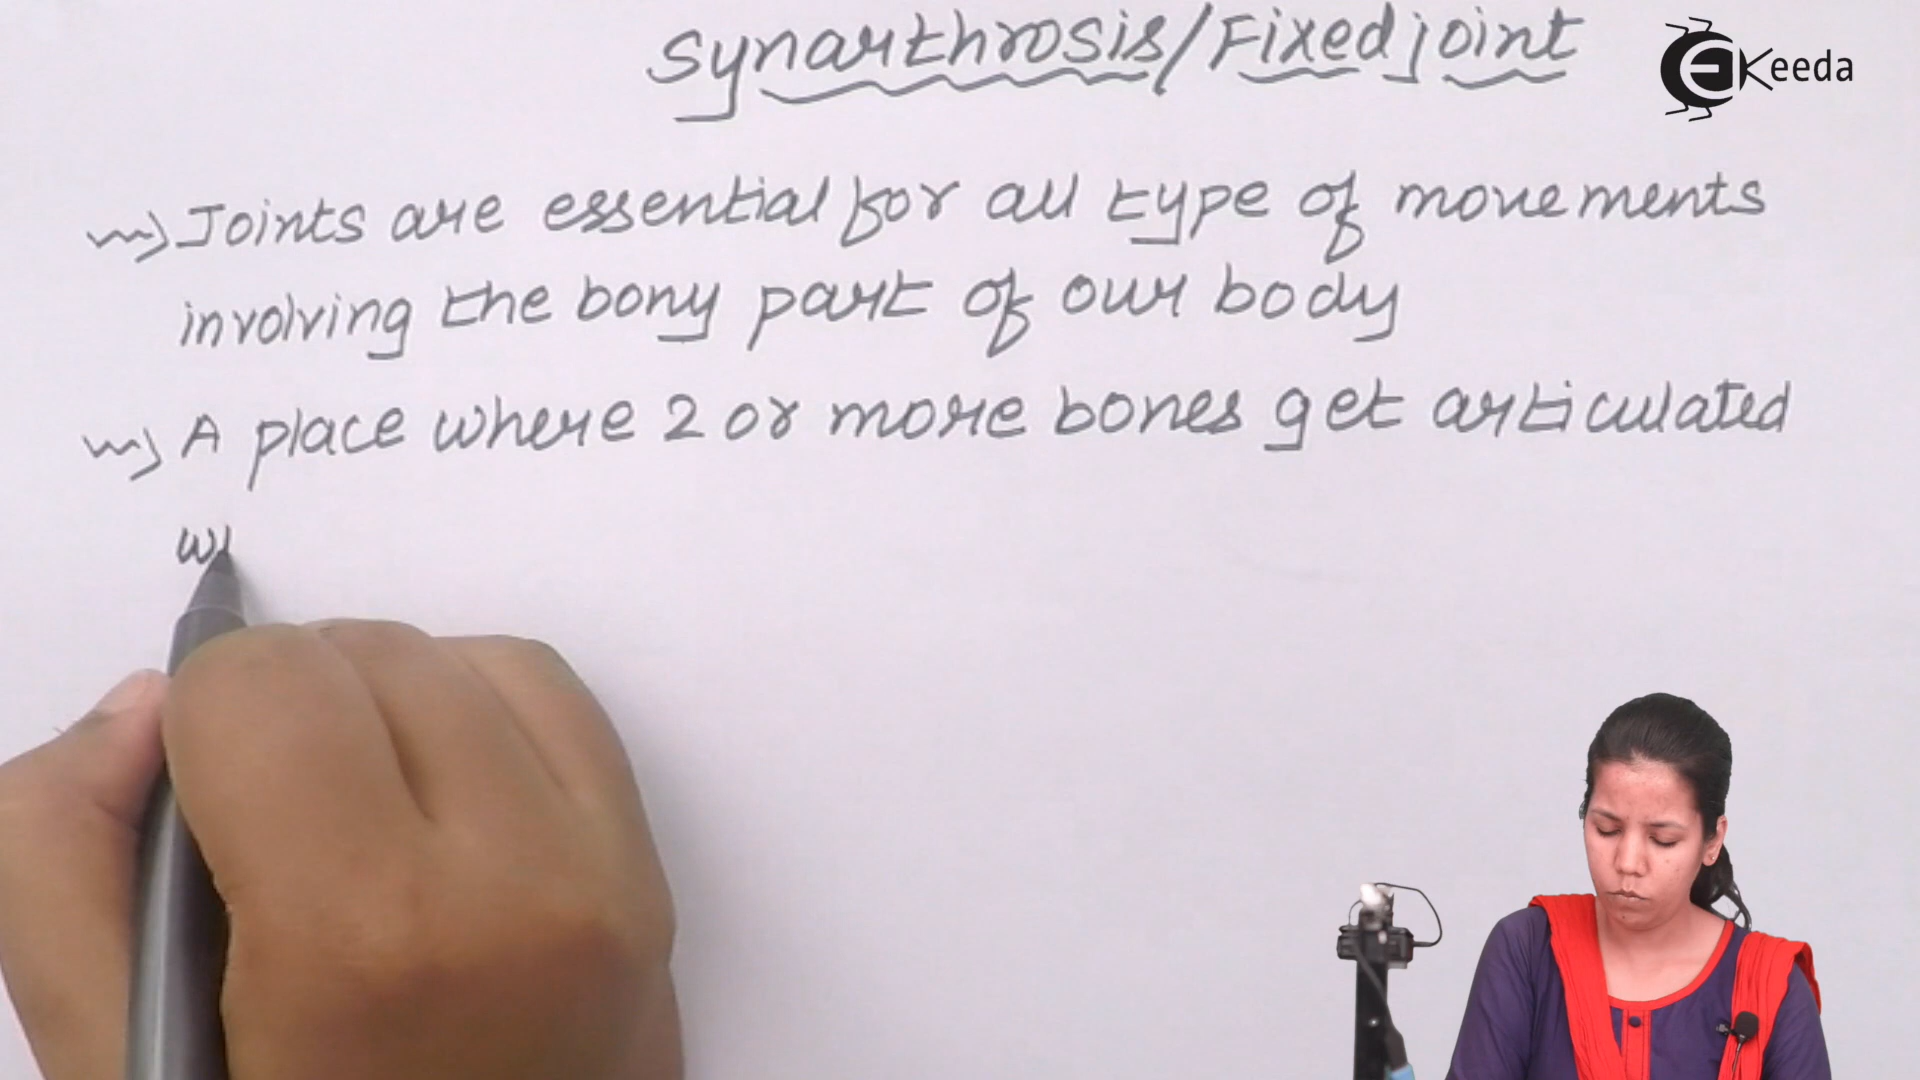 Synarthrosis/Fixed joint
Keeda
Joints are essential for all type of movements
involving the bony part of our body
A place where 2 or more bones get articulated